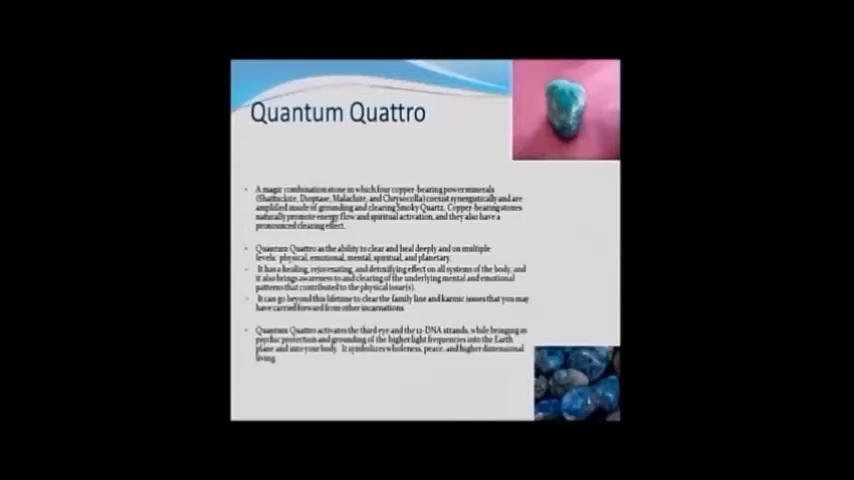 Quantum Quattro
• A magic combination stone in which four copper-bearing power minerals
(Shattuckite, Dioptase, Malachite, and Chrysocolla) coexist synergistically and are
amplified inside of grounding and clearing Smoky Quartz. Copper-bearing stones
naturally promote energy flow and spiritual activation, and they also have a
pronounced clearing effect.
• Quantum Quattro as the ability to clear and heal deeply and on multiple
levels: physical, emotional, mental, spiritual, and planetary.
- It has a healing, rejuvenating, and detoxifying effect on all systems of the body, and
it also brings awareness to and clearing of the underlying mental and emotional
patterns that contributed to the physical issue(s).
- It can go beyond this lifetime to clear the family line and karmic issues that you may
have carried forward from other incarnations.
• Quantum Quattro activates the third eye and the 12-DNA strands, while bringing in
psychic protection and grounding of the higher light frequencies into the Earth
plane and into your body. It symbolizes wholeness, peace, and higher dimensional
living.